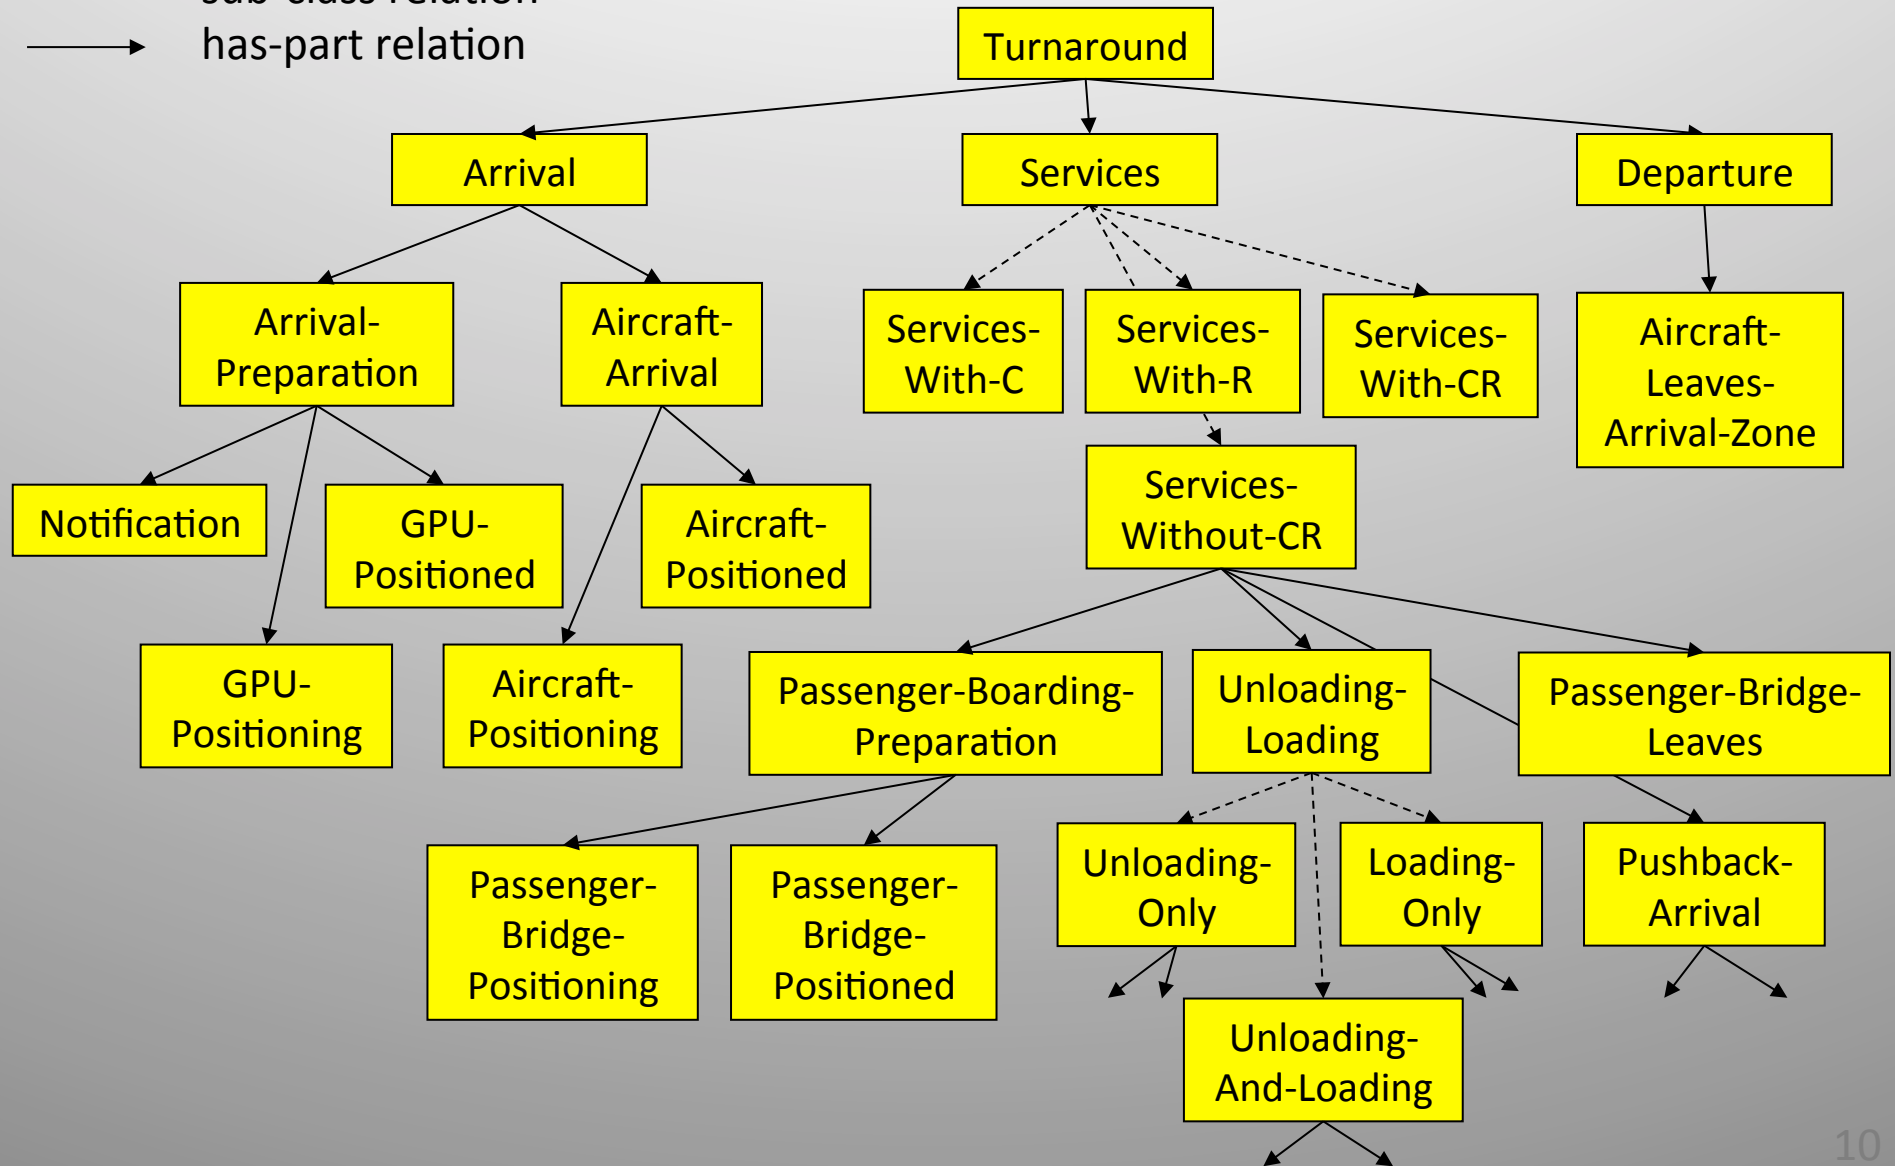 sub-class relation
has-part relation
Turnaround
Arrival
Services
Departure
Arrival-
Preparation
Aircraft-
Arrival
Services-
With-C
Services-
With-R
Services-
With-CR
Aircraft-
Leaves-
Arrival-Zone
Notification
GPU-
Positioned
Aircraft-
Positioned
Services-
Without-CR
GPU-
Positioning
Aircraft-
Positioning
Passenger-Boarding-
Preparation
Unloading-
Loading
Passenger-Bridge-
Leaves
Passenger-
Bridge-
Positioning
Passenger-
Bridge-
Positioned
Unloading-
Only
Loading-
Only
Pushback-
Arrival
Unloading-
And-Loading
10